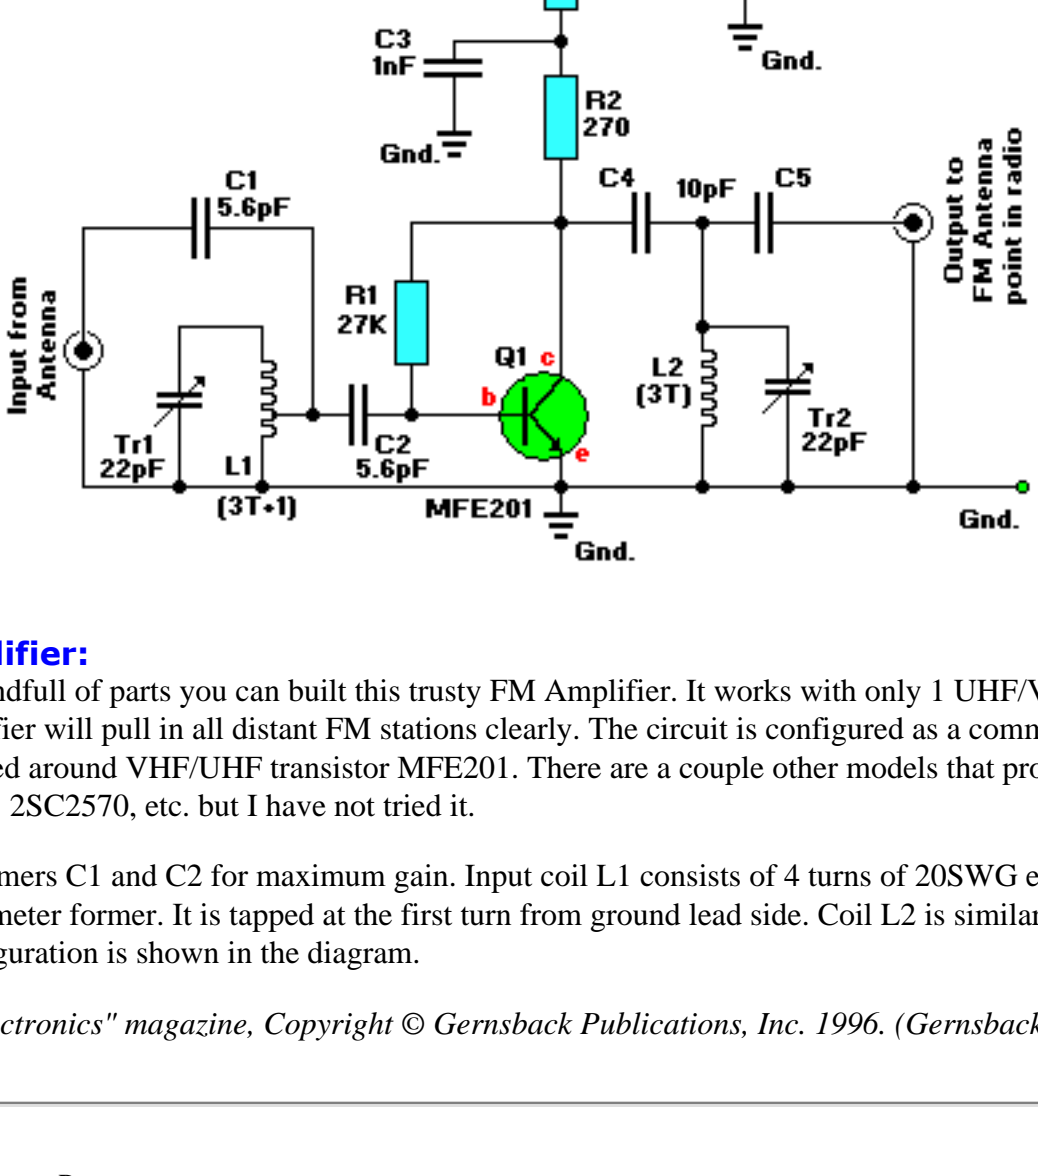 C3
1nF
Gnd.
Gnd.
R2
270
C1
5.6pF
C4
10pF
C5
Output to
FM Antenna
point in radio
Input from
Antenna
R1
27K
Q1
c
b
e
L2
(3T)
Tr1
22pF
L1
(3T+1)
C2
5.6pF
Tr2
22pF
MFE201
Gnd.
Gnd.
lifier:
ndfull of parts you can built this trusty FM Amplifier. It works with only 1 UHF/V
fier will pull in all distant FM stations clearly. The circuit is configured as a comm
ed around VHF/UHF transistor MFE201. There are a couple other models that pro
2SC2570, etc. but I have not tried it.
mers C1 and C2 for maximum gain. Input coil L1 consists of 4 turns of 20SWG e
meter former. It is tapped at the first turn from ground lead side. Coil L2 is similar
guration is shown in the diagram.
ctronics" magazine, Copyright © Gernsback Publications, Inc. 1996. (Gernsback